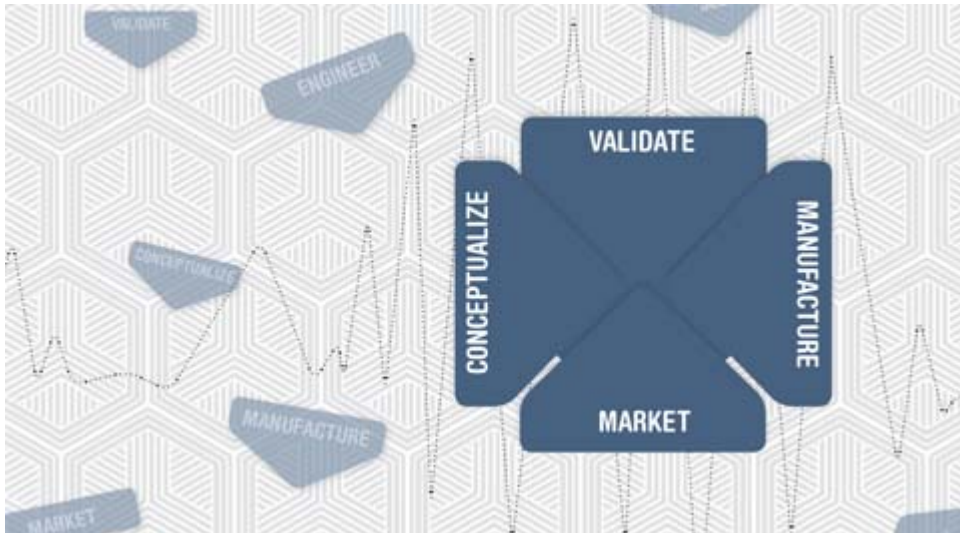 VALIDATE
ENGINEER
VALIDATE
CONCEPTUALIZE
MANUFACTURE
CONCEPTUALIZE
MANUFACTURE
MARKET
MARKET